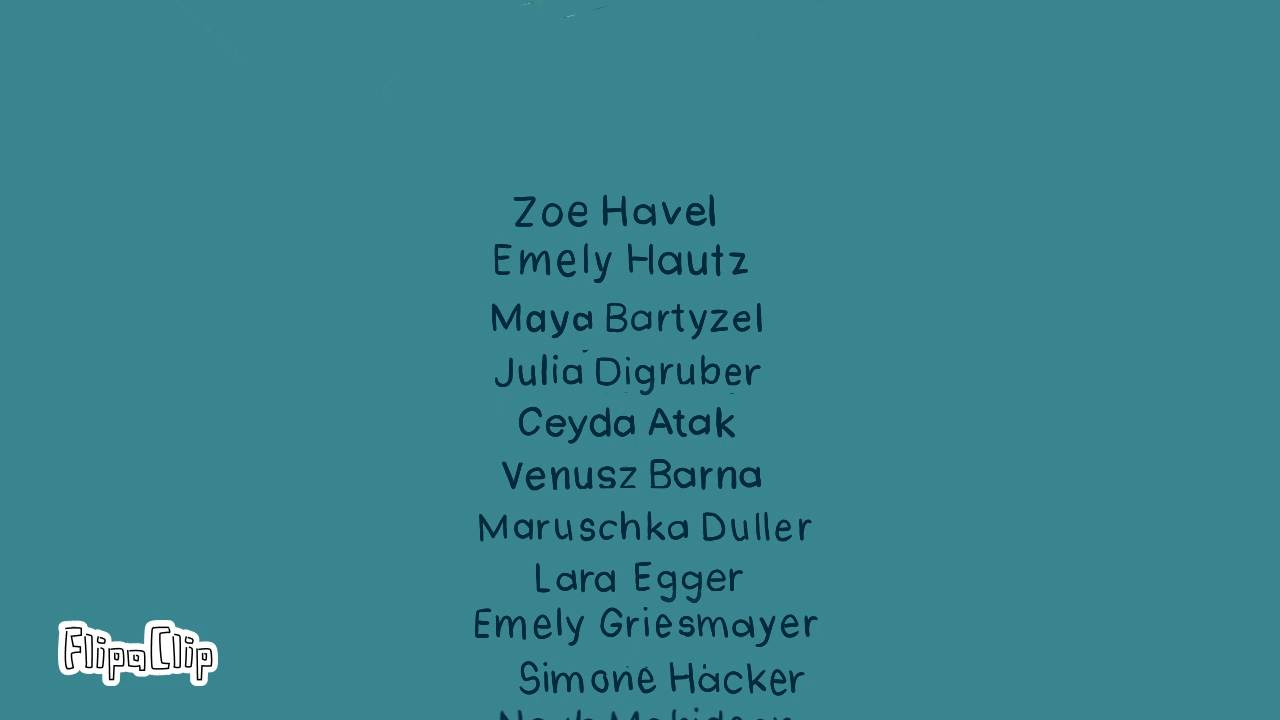 Zoe Havel
Emely Hautz
Maya Bartyzel
Julia Digruber
Ceyda Atak
Venusz Barna
Maruschka Duller
Lara Egger
Emely Griesmayer
Simone Hacker
FlipaClip